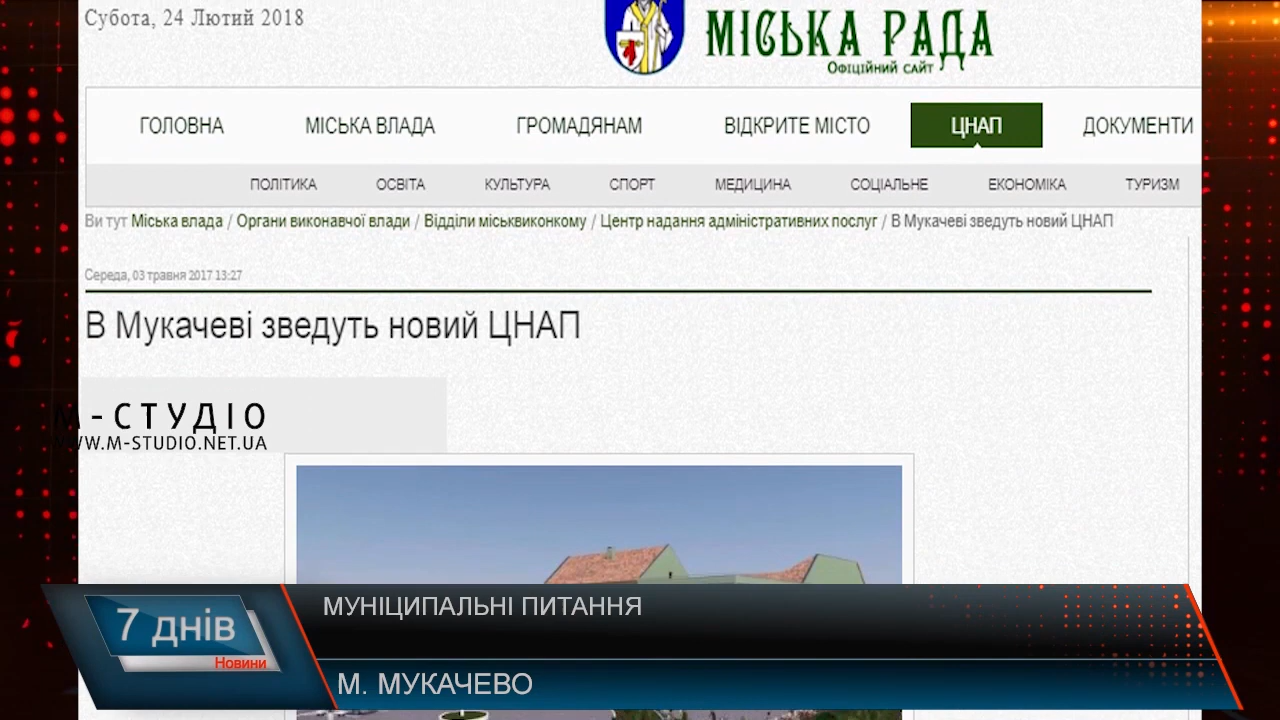 Субота, 24 Лютий 2018
МІСЬКА РАДА
Офіційний сайт
ГОЛОВНА МІСЬКА ВЛАДА ГРОМАДЯНАМ ВІДКРИТЕ МІСТО ЦНАП ДОКУМЕНТИ
ПОЛІТИКА ОСВІТА КУЛЬТУРА СПОРТ МЕДИЦИНА СОЦІАЛЬНЕ ЕКОНОМІКА ТУРИЗМ
Ви тут Міська влада / Органи виконавчої влади / Відділи міськвиконкому / Центр надання адміністративних послуг / В Мукачеві зведуть новий ЦНАП
Середа, 03 травня 2017 13:27
В Мукачеві зведуть новий ЦНАП
М-СТУДІО
WWW.M-STUDIO.NET.UA
7 днів
Новини
МУНІЦИПАЛЬНІ ПИТАННЯ
М. МУКАЧЕВО